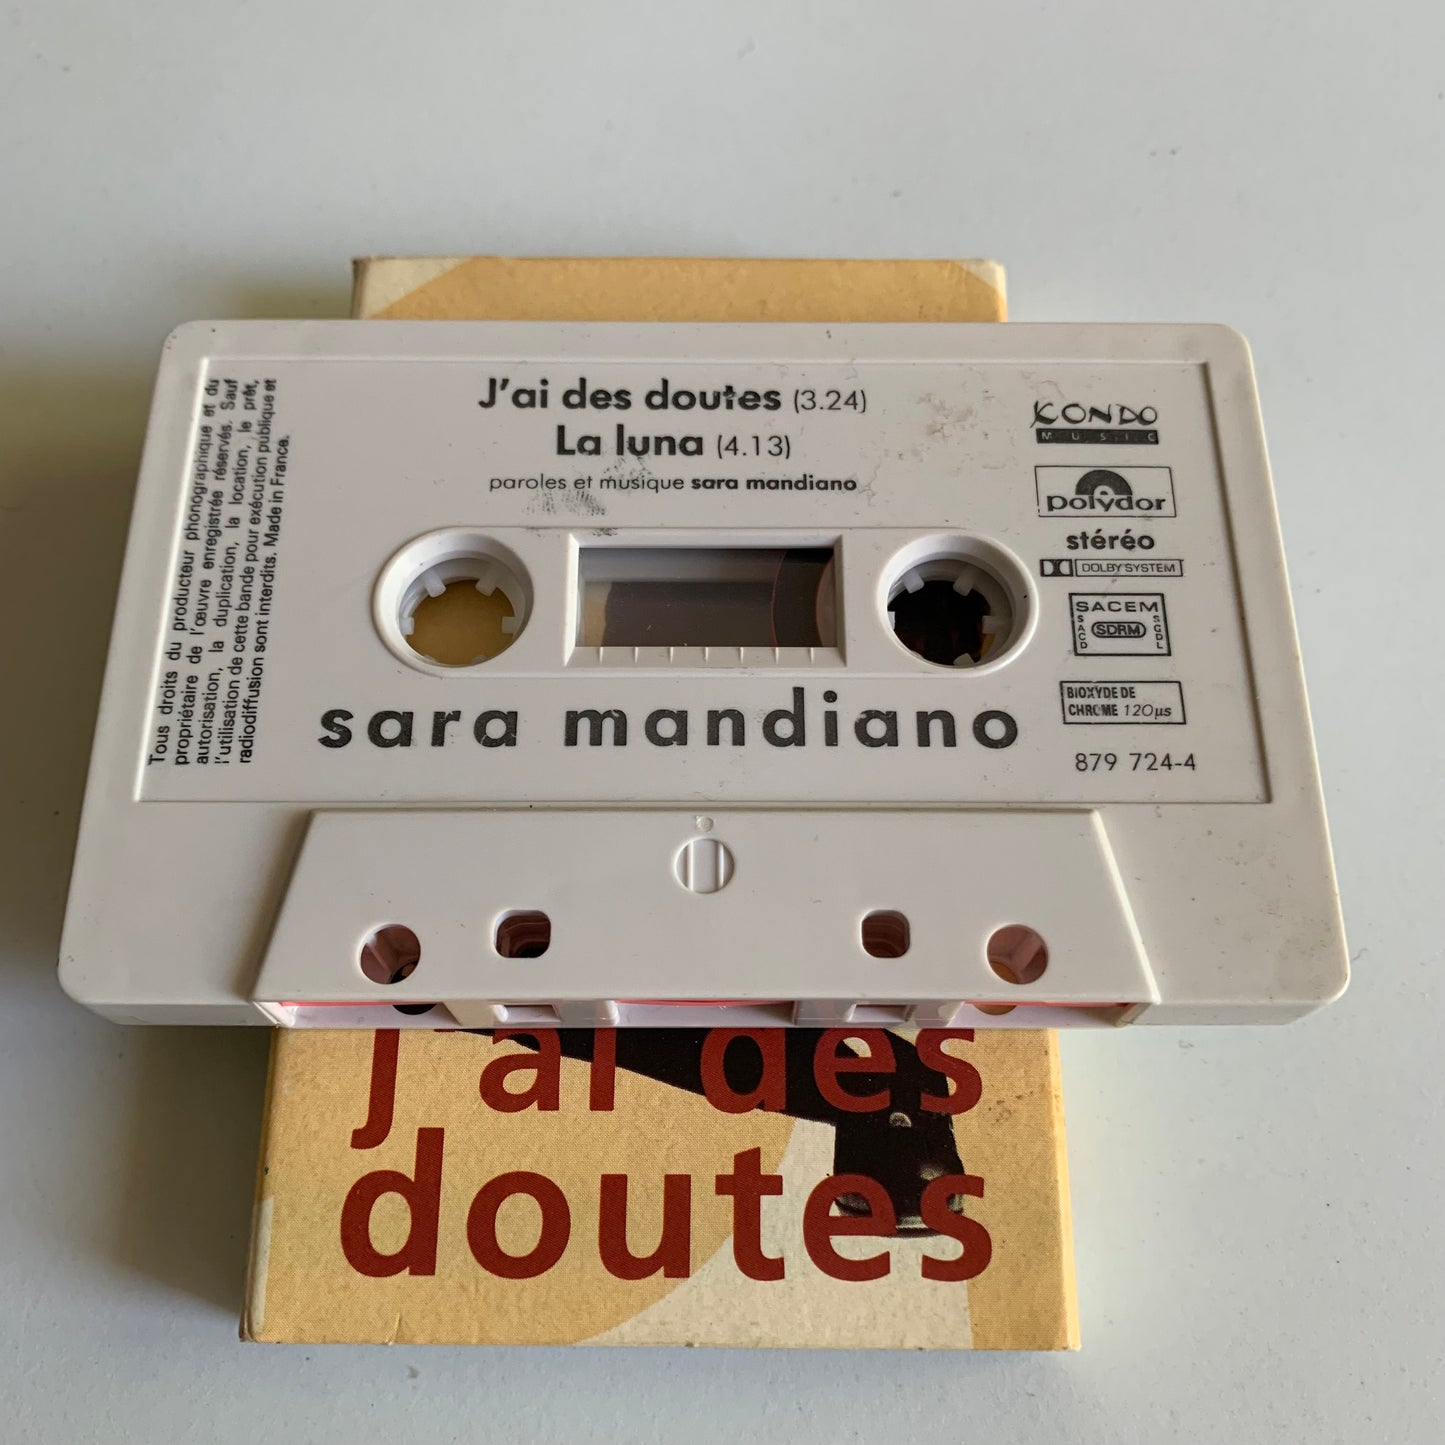 J'ai des doutes (3.24)
La luna (4.13)
paroles et musique sara mandiano
Tous droits du producteur phonographique et du
propriétaire de l'œuvre enregistrée réservés. Sauf
autorisation, la duplication, la location, le prêt,
l'utilisation de cette bande pour exécution publique et
radiodiffusion sont interdits. Made in France.
KONDO
MUSIC
polydor
stéréo
DOLBY SYSTEM
SACEM
SACD
SDRM
SGDL
BIOXYDE DE
CHROME 120µs
879 724-4
sara mandiano
j'ai des
doutes